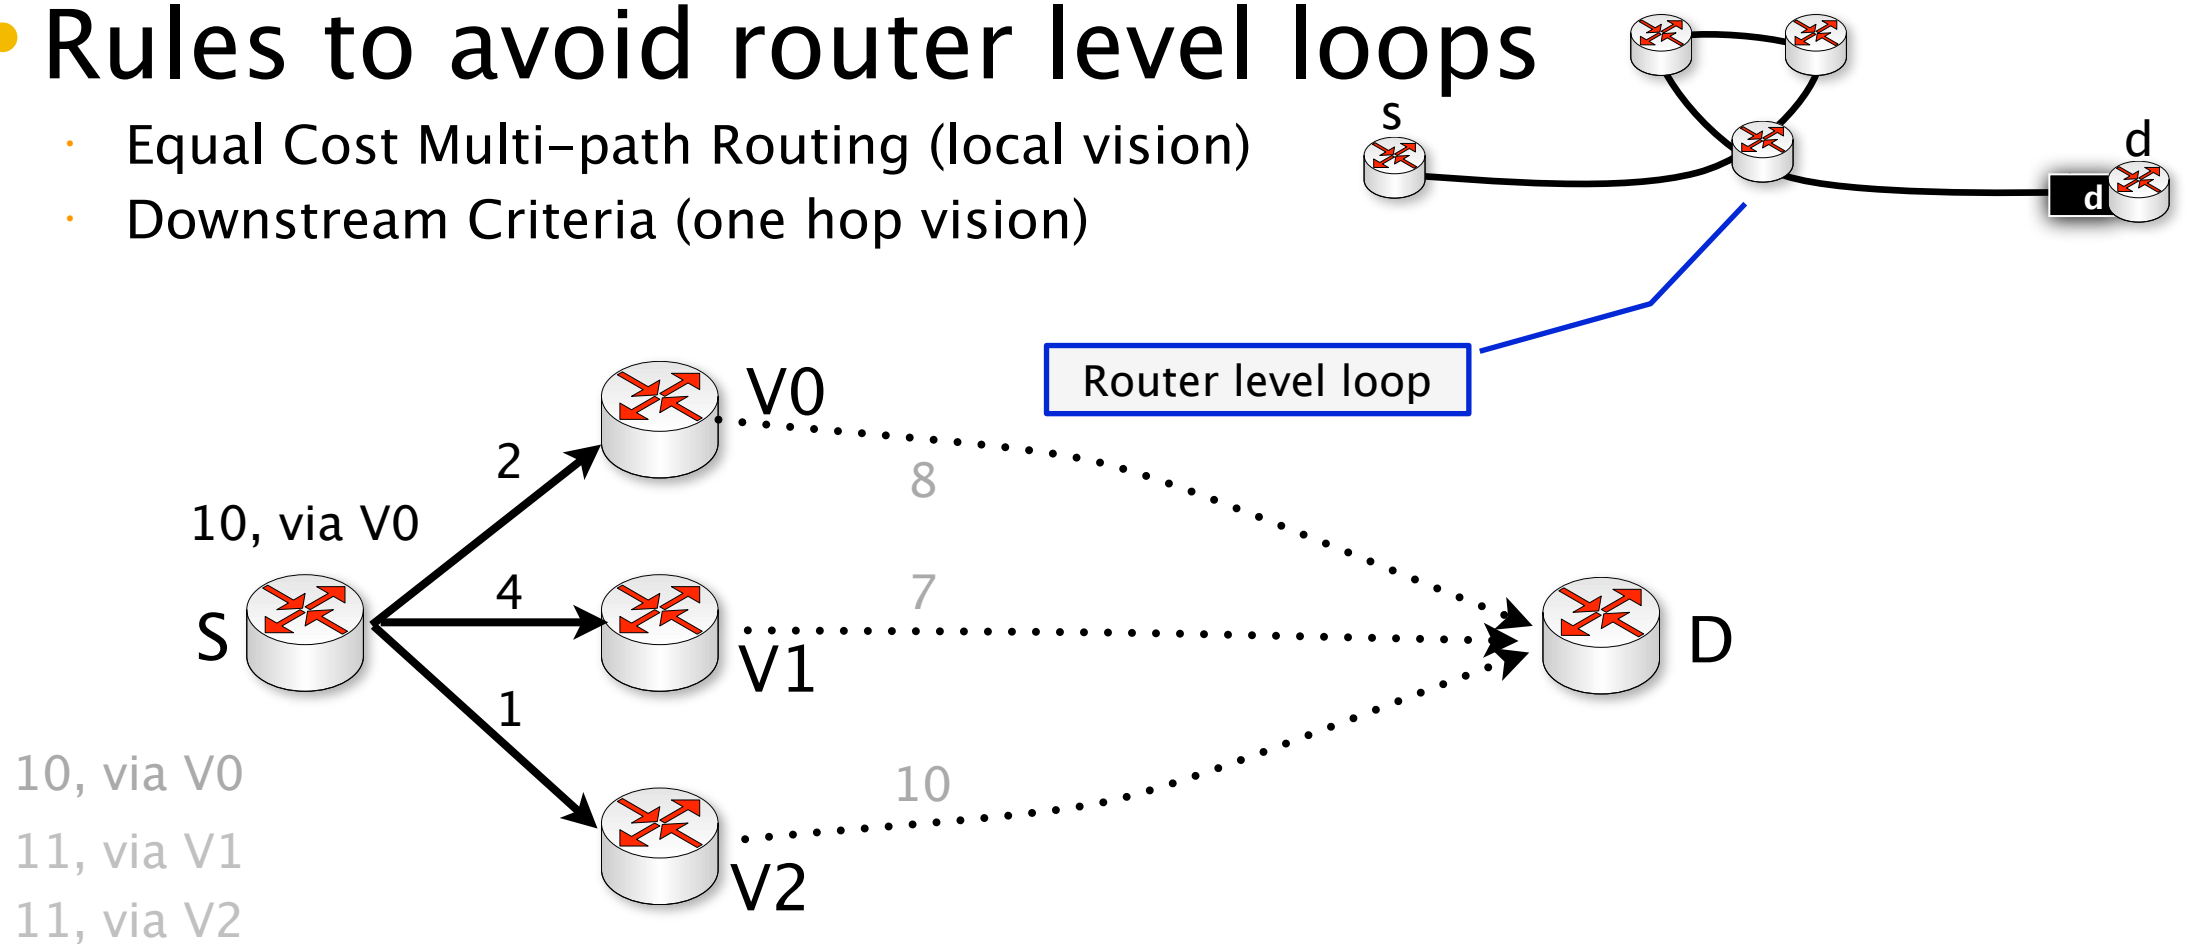 • Rules to avoid router level loops
· Equal Cost Multi-path Routing (local vision)
· Downstream Criteria (one hop vision)
s
d
d
Router level loop
V0
2
8
10, via V0
4
7
S
V1
D
1
10, via V0
10
11, via V1
V2
11, via V2